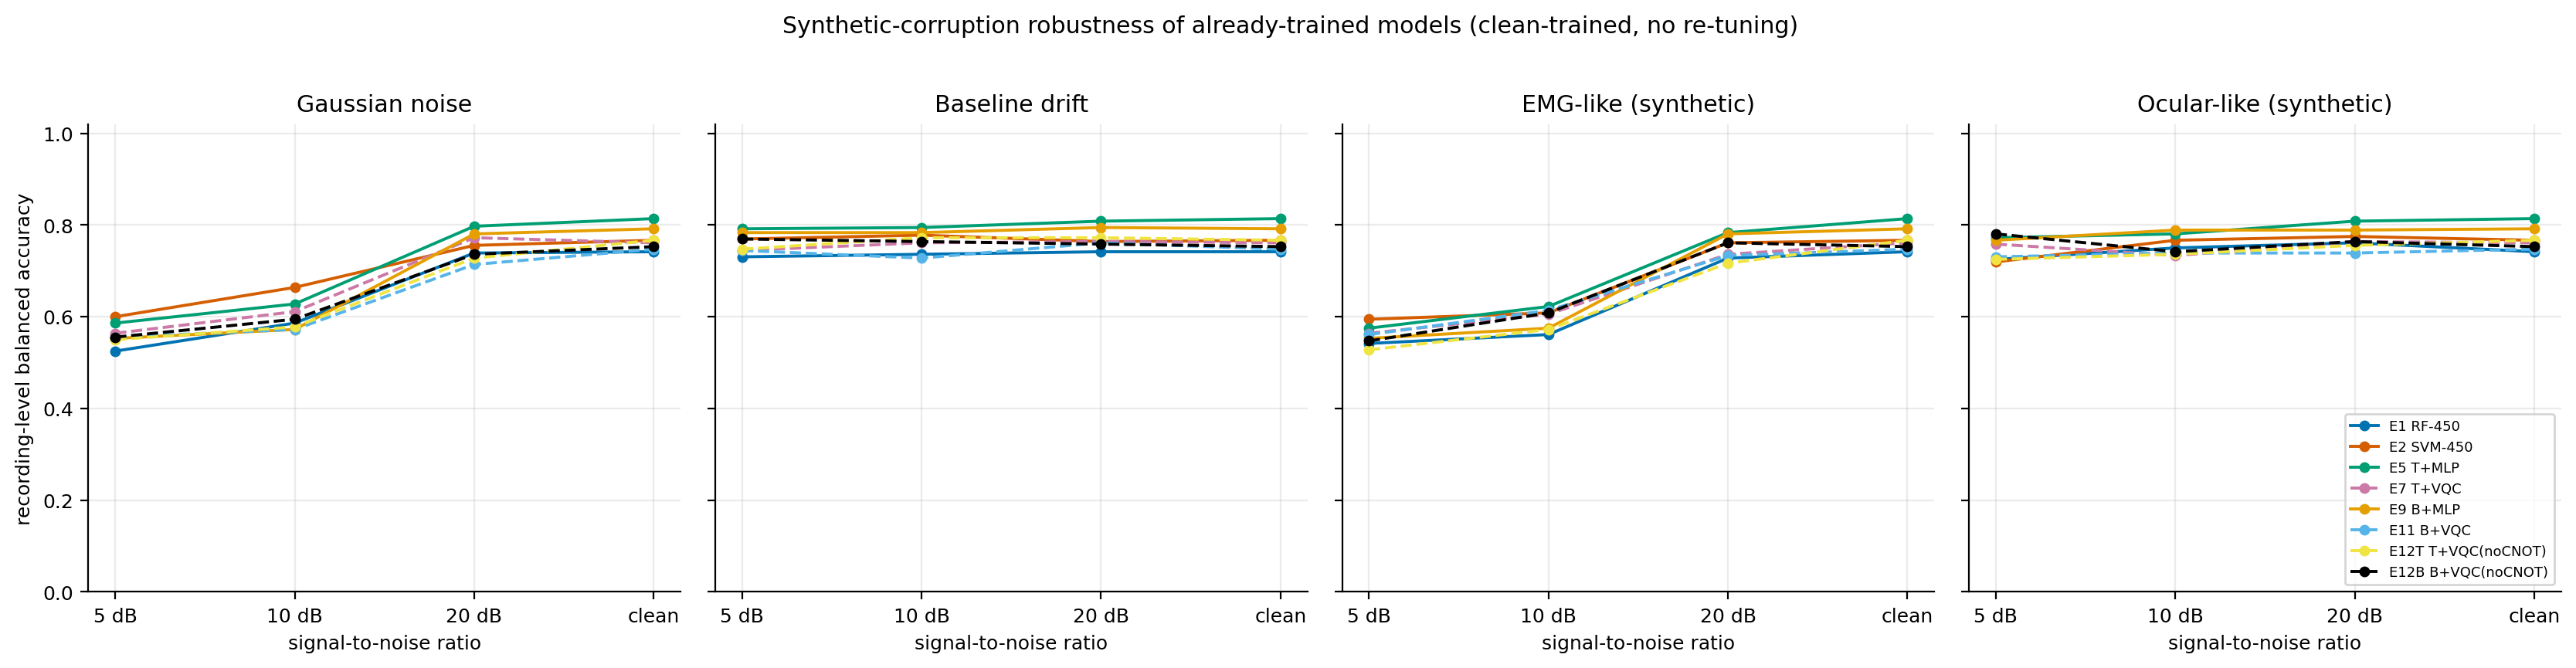 Synthetic-corruption robustness of already-trained models (clean-trained, no re-tuning)
Gaussian noise
Baseline drift
EMG-like (synthetic)
Ocular-like (synthetic)
recording-level balanced accuracy
1.0
0.8
0.6
0.4
0.2
0.0
5 dB 10 dB 20 dB clean
signal-to-noise ratio
5 dB 10 dB 20 dB clean
signal-to-noise ratio
5 dB 10 dB 20 dB clean
signal-to-noise ratio
E1 RF-450
E2 SVM-450
E5 T+MLP
E7 T+VQC
E9 B+MLP
E11 B+VQC
E12T T+VQC(noCNOT)
E12B B+VQC(noCNOT)
5 dB 10 dB 20 dB clean
signal-to-noise ratio